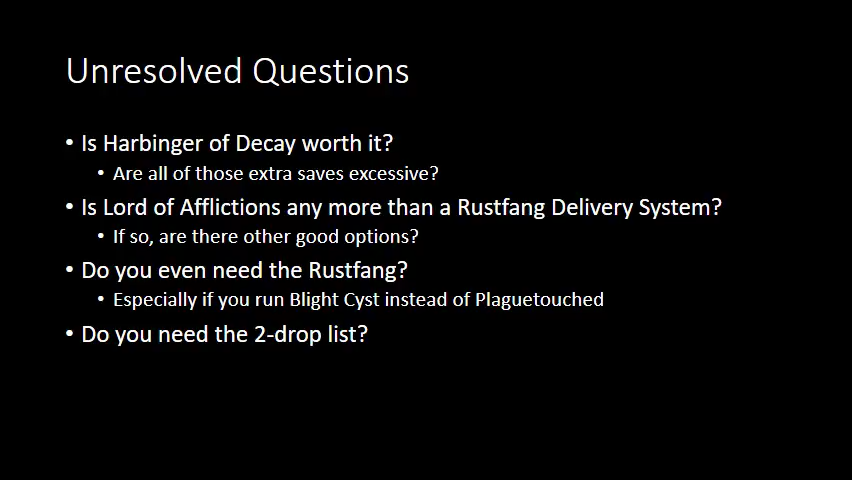 Unresolved Questions
• Is Harbinger of Decay worth it?
• Are all of those extra saves excessive?
• Is Lord of Afflictions any more than a Rustfang Delivery System?
• If so, are there other good options?
• Do you even need the Rustfang?
• Especially if you run Blight Cyst instead of Plaguetouched
• Do you need the 2-drop list?